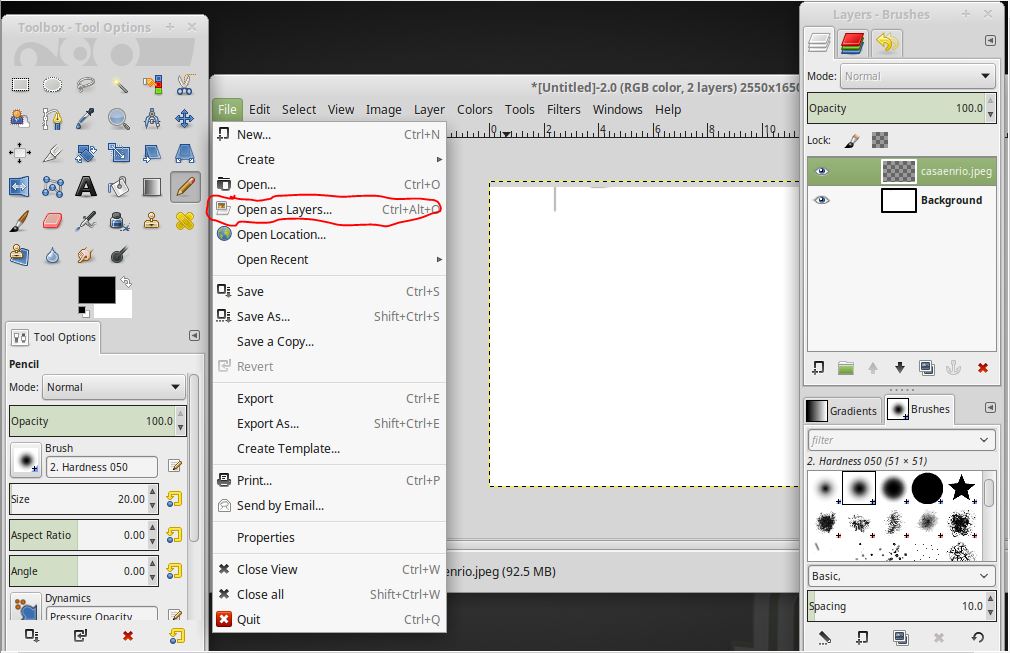 Toolbox - Tool Options
Tool Options
Pencil
Mode: Normal
Opacity 100.0
Brush
2. Hardness 050
Size 20.00
Aspect Ratio 0.00
Angle 0.00
Dynamics
Pressure Opacity
*[Untitled]-2.0 (RGB color, 2 layers) 2550x1650
File Edit Select View Image Layer Colors Tools Filters Windows Help
0 2 4 6 8 10
New... Ctrl+N
Create
Open... Ctrl+O
Open as Layers... Ctrl+Alt+O
Open Location...
Open Recent
Save Ctrl+S
Save As... Shift+Ctrl+S
Save a Copy...
Revert
Export Ctrl+E
Export As... Shift+Ctrl+E
Create Template...
Print... Ctrl+P
Send by Email...
Properties
Close View Ctrl+W
Close all Shift+Ctrl+W
Quit Ctrl+Q
enrio.jpeg (92.5 MB)
Layers - Brushes
Mode: Normal
Opacity 100.0
Lock:
casaenrio.jpeg
Background
Gradients Brushes
filter
2. Hardness 050 (51 × 51)
Basic,
Spacing 10.0